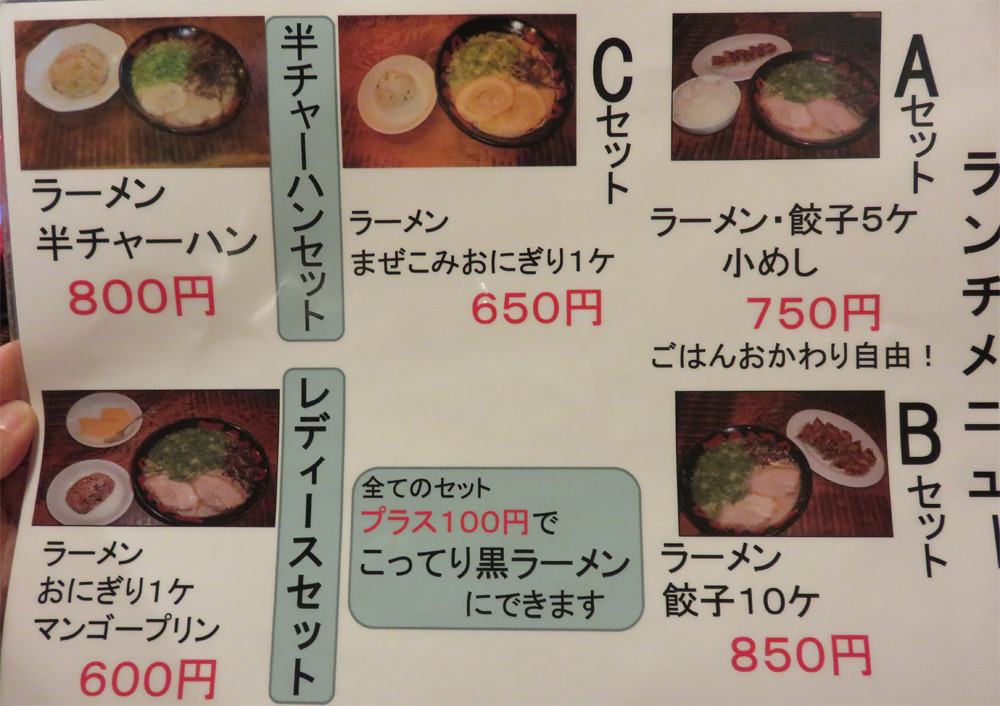 ランチメニュー
Aセット
ラーメン・餃子5ケ
小めし
750円
ごはんおかわり自由！
Bセット
ラーメン
餃子10ケ
850円
Cセット
ラーメン
まぜこみおにぎり1ケ
650円
半チャーハンセット
ラーメン
半チャーハン
800円
レディースセット
ラーメン
おにぎり1ケ
マンゴープリン
600円
全てのセット
プラス100円で
こってり黒ラーメン
にできます